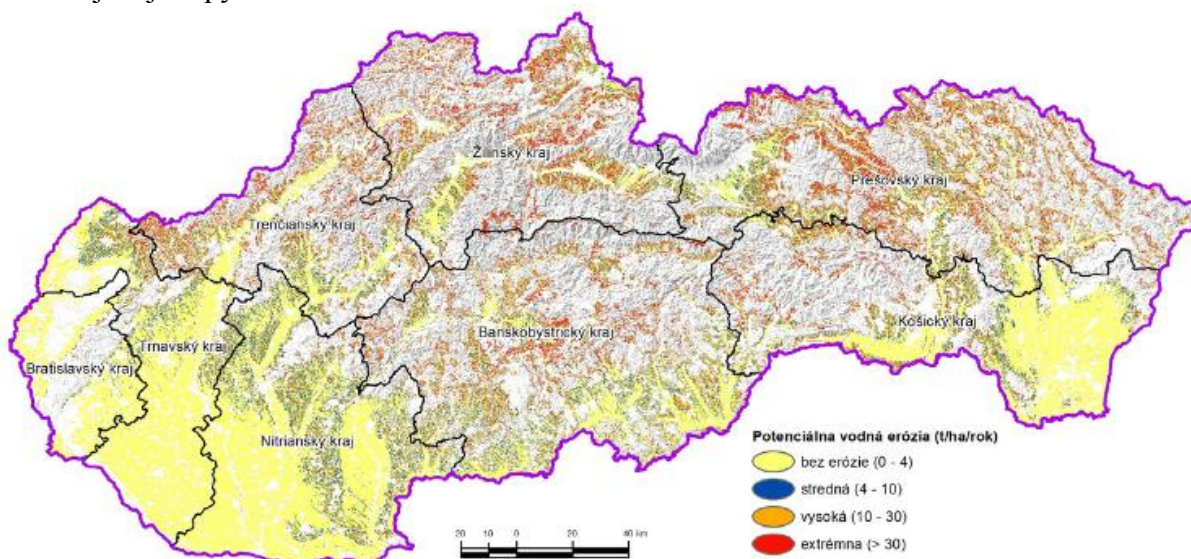 Žilinský kraj
Prešovský kraj
Trenčiansky kraj
Banskobystrický kraj
Košický kraj
Trnavský kraj
Bratislavský kraj
Nitriansky kraj
Potenciálna vodná erózia (t/ha/rok)
bez erózie (0 - 4)
stredná (4 - 10)
vysoká (10 - 30)
extrémna (> 30)
20 10 0 20 40 km